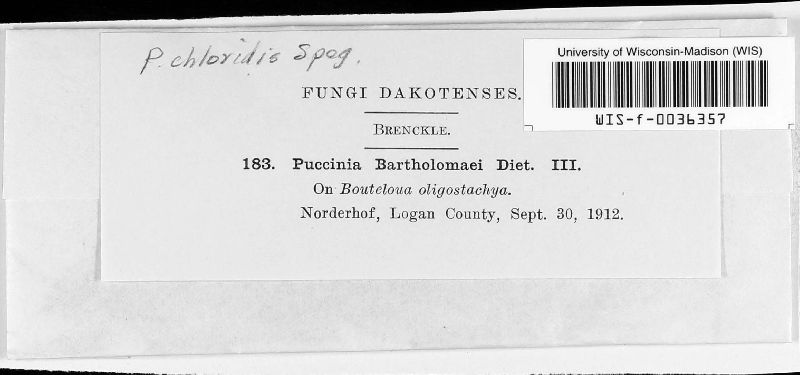 P. chloridis Speg.
University of Wisconsin-Madison (WIS)
WIS-f-0036357
FUNGI DAKOTENSES.
BRENCKLE.
183. Puccinia Bartholomaei Diet. III.
On Bouteloua oligostachya.
Norderhof, Logan County, Sept. 30, 1912.